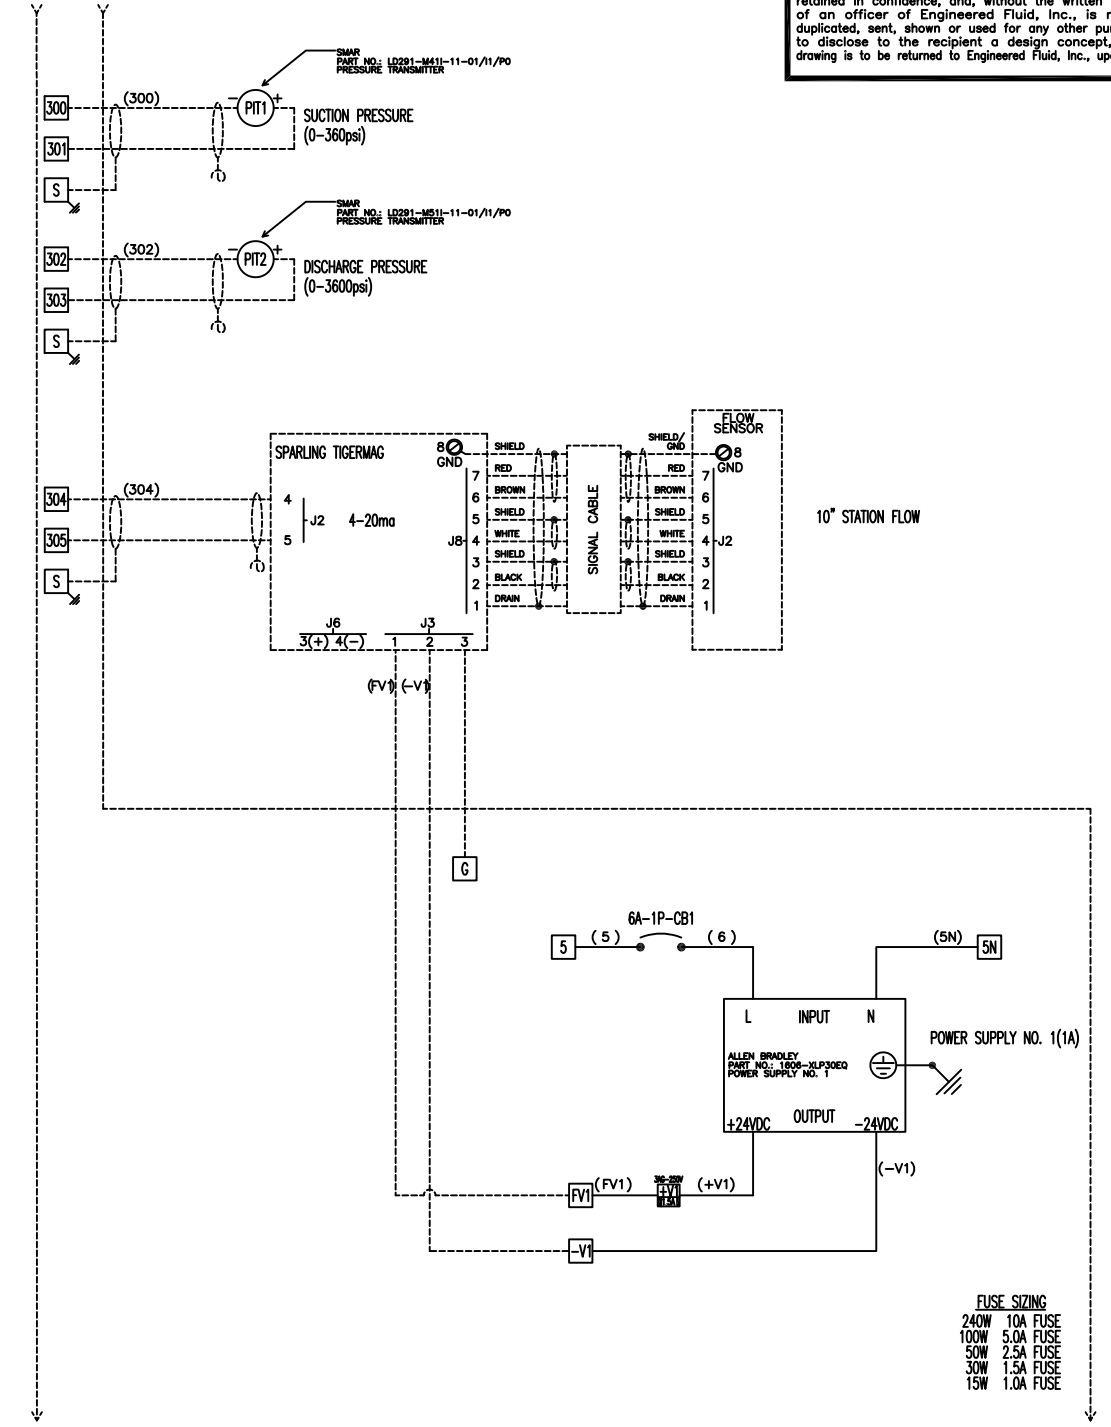 retained in confidence, and, without the written
of an officer of Engineered Fluid, Inc., is
duplicated, sent, shown or used for any other
to disclose to the recipient a design concept,
drawing is to be returned to Engineered Fluid, Inc.,
SMAR
PART NO.: LD291-M41I-11-01/I1/P0
PRESSURE TRANSMITTER
300
(300)
- PIT1 +
SUCTION PRESSURE
(0-360psi)
301
S
SMAR
PART NO.: LD291-M51I-11-01/I1/P0
PRESSURE TRANSMITTER
302
(302)
- PIT2 +
DISCHARGE PRESSURE
(0-3600psi)
303
S
SPARLING TIGERMAG
8
GND
304
(304)
4
J2
4-20ma
305
5
S
J8
7
6
5
4
3
2
1
SHIELD
RED
BROWN
SHIELD
WHITE
SHIELD
BLACK
DRAIN
SIGNAL CABLE
SHIELD/
GND
RED
BROWN
SHIELD
WHITE
SHIELD
BLACK
DRAIN
FLOW
SENSOR
8
GND
7
6
5
4
3
2
1
J2
10" STATION FLOW
J6
3(+) 4(-)
J3
1 2 3
(FV1) (-V1)
G
6A-1P-CB1
5
(5)
(6)
(5N)
5N
L INPUT N
ALLEN BRADLEY
PART NO.: 1606-XLP30EQ
POWER SUPPLY NO. 1
POWER SUPPLY NO. 1(1A)
OUTPUT
+24VDC -24VDC
(-V1)
FV1
(FV1)
3AG-250V
+V1
1.5A
(+V1)
-V1
FUSE SIZING
240W 10A FUSE
100W 5.0A FUSE
50W 2.5A FUSE
30W 1.5A FUSE
15W 1.0A FUSE